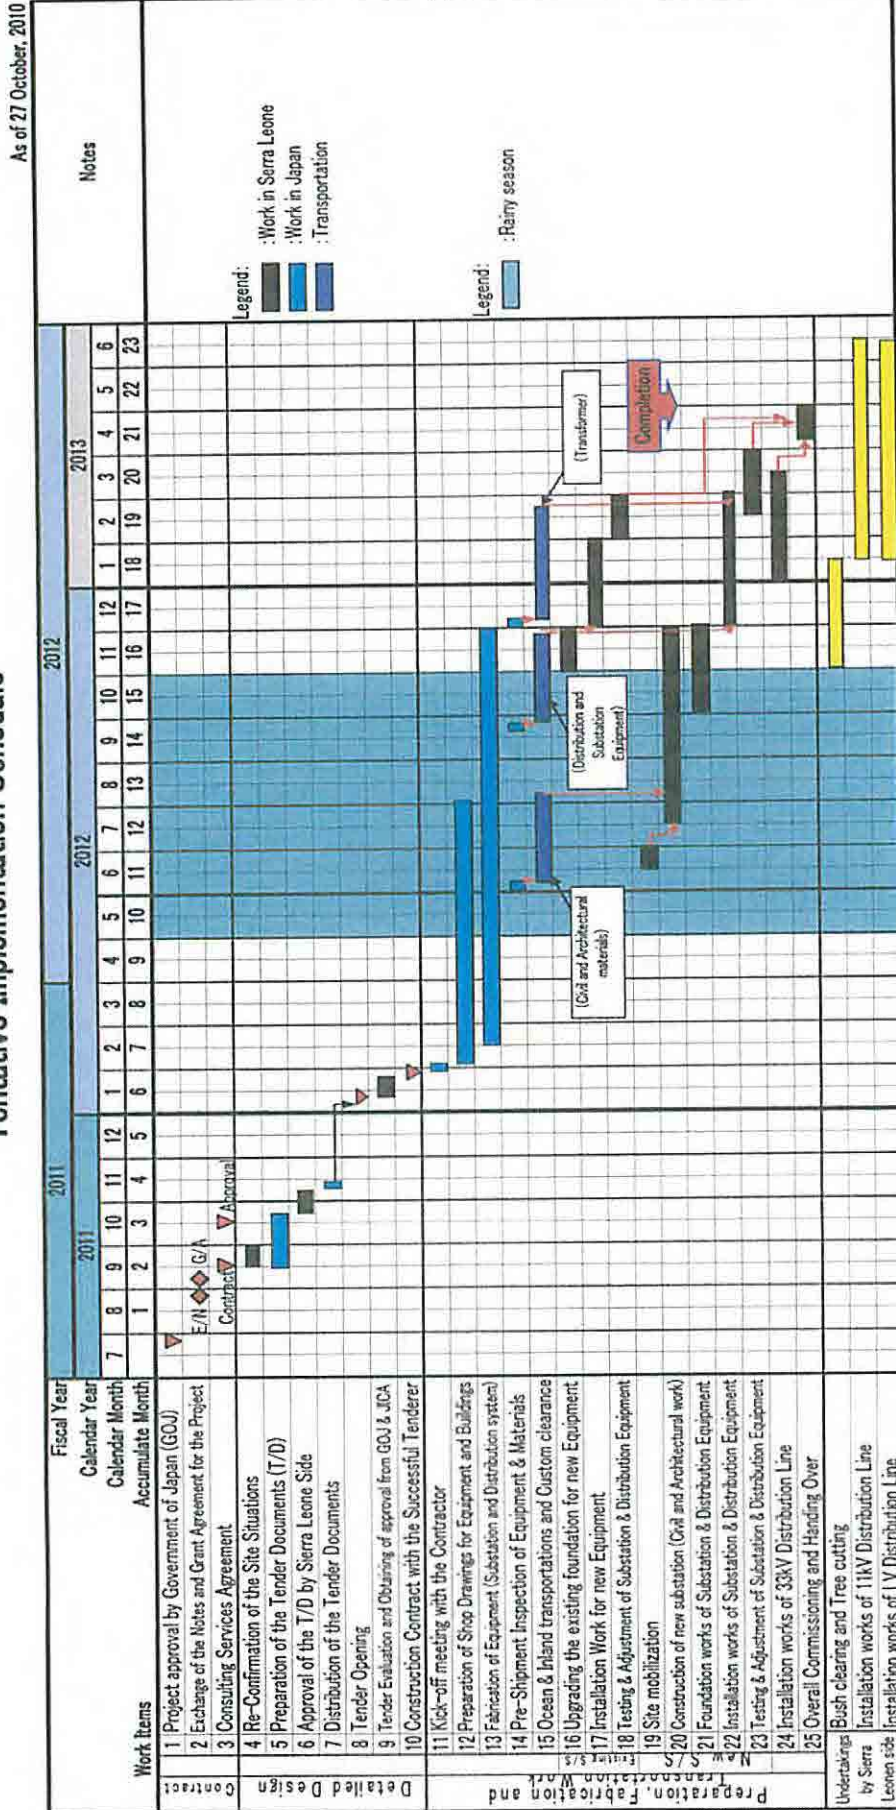 As of 27 October, 2010
Tentative Implementation Schedule
Fiscal Year 2011 2012
Notes
Calendar Year 2011 2012 2013
Calendar Month 7 8 9 10 11 12 1 2 3 4 5 6 7 8 9 10 11 12 1 2 3 4 5 6
Work Items Accumulate Month 1 2 3 4 5 6 7 8 9 10 11 12 13 14 15 16 17 18 19 20 21 22 23
Contract
1 Project approval by Government of Japan (GOJ)
2 Exchange of the Notes and Grant Agreement for the Project
E/N G/A
3 Consulting Services Agreement
Contract Approval
Detailed Design
4 Re-Confirmation of the Site Situations
5 Preparation of the Tender Documents (T/D)
6 Approval of the T/D by Sierra Leone Side
7 Distribution of the Tender Documents
8 Tender Opening
9 Tender Evaluation and Obtaining of approval from GOJ & JICA
10 Construction Contract with the Successful Tenderer
Preparation, Fabrication and
Transportation Work
11 Kick-off meeting with the Contractor
12 Preparation of Shop Drawings for Equipment and Buildings
13 Fabrication of Equipment (Substation and Distribution system)
14 Pre-Shipment Inspection of Equipment & Materials
15 Ocean & Inland transportations and Custom clearance
Existing S/S
16 Upgrading the existing foundation for new Equipment
17 Installation Work for new Equipment
18 Testing & Adjustment of Substation & Distribution Equipment
New S/S
19 Site mobilization
20 Construction of new substation (Civil and Architectural work)
21 Foundation works of Substation & Distribution Equipment
22 Installation works of Substation & Distribution Equipment
23 Testing & Adjustment of Substation & Distribution Equipment
24 Installation works of 33kV Distribution Line
25 Overall Commissioning and Handing Over
Undertakings
by Sierra
Leonen side
Bush clearing and Tree cutting
Installation works of 11kV Distribution Line
Installation works of LV Distribution Line
(Civil and Architectural
materials)
(Distribution and
Substation
Equipment)
(Transformer)
Completion
Legend:
:Work in Serra Leone
:Work in Japan
:Transportation
Legend:
:Rainy season